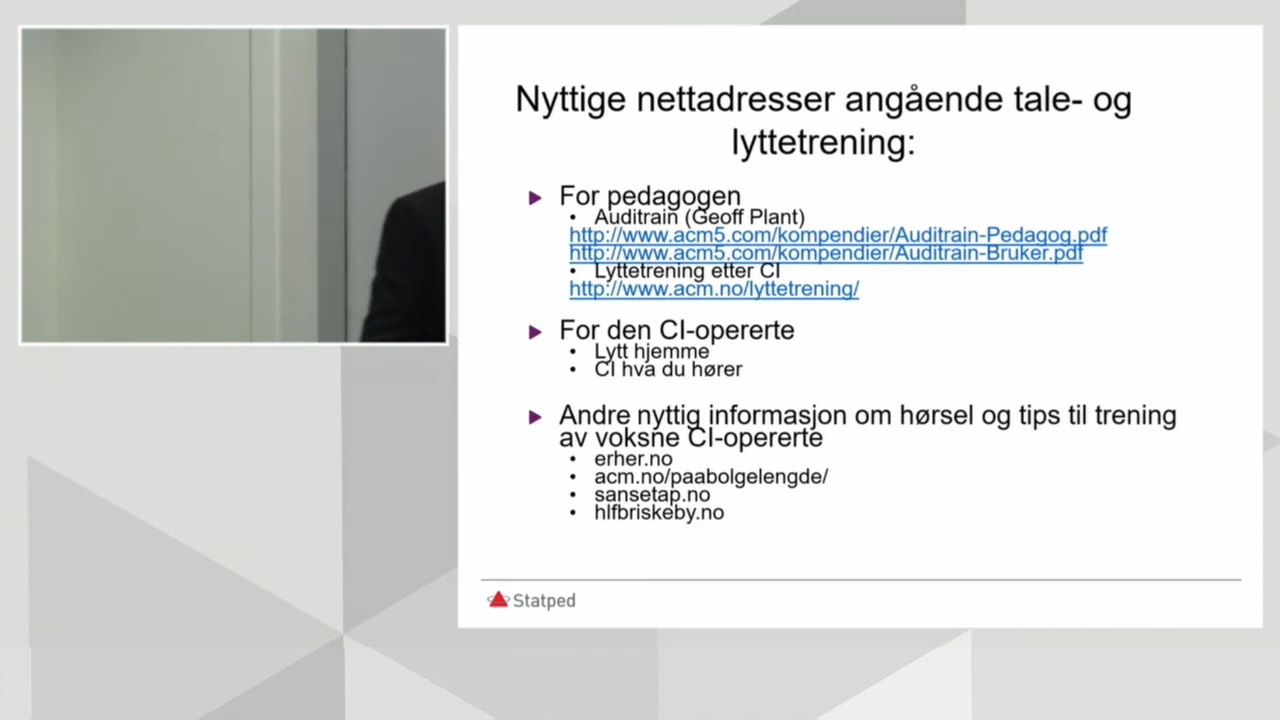 Nyttige nettadresser angående tale- og
lyttetrening:
For pedagogen
• Auditrain (Geoff Plant)
http://www.acm5.com/kompendier/Auditrain-Pedagog.pdf
http://www.acm5.com/kompendier/Auditrain-Bruker.pdf
• Lyttetrening etter CI
http://www.acm.no/lyttetrening/
For den CI-opererte
• Lytt hjemme
• CI hva du hører
Andre nyttig informasjon om hørsel og tips til trening
av voksne CI-opererte
• erher.no
• acm.no/paabolgelengde/
• sansetap.no
• hlfbriskeby.no
Statped